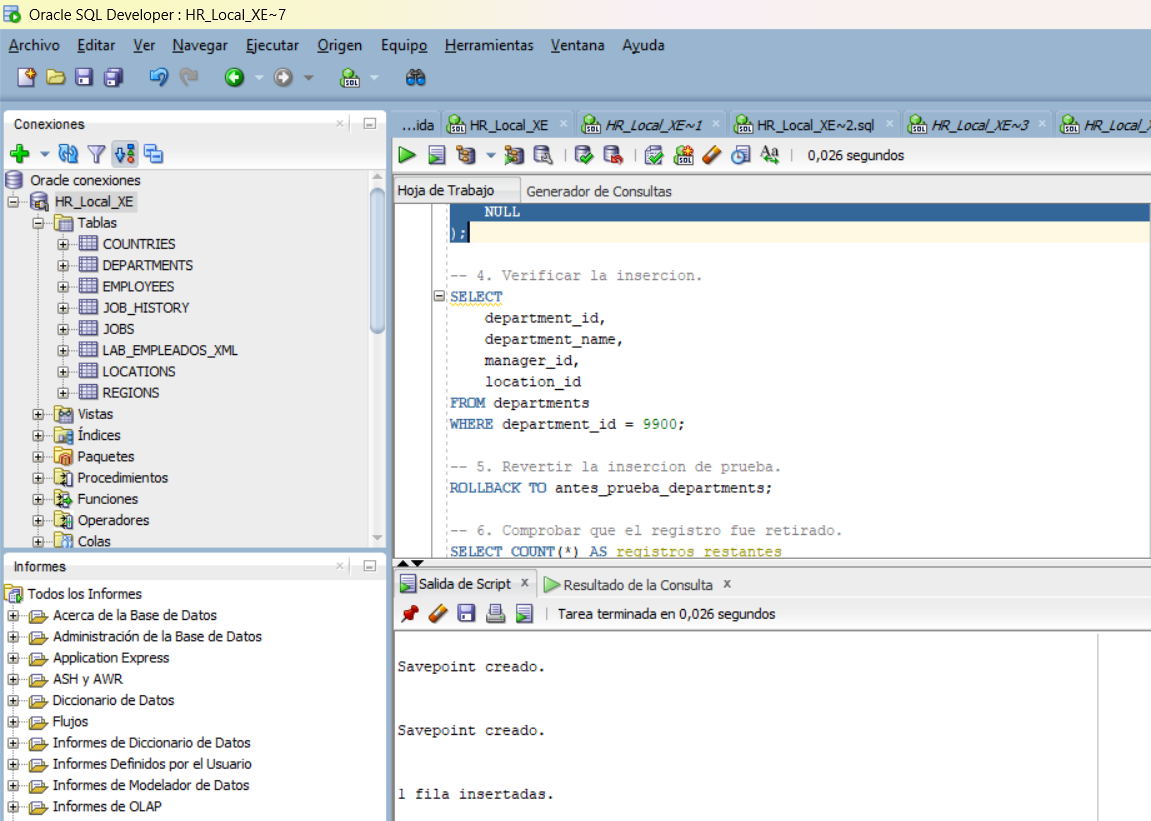 Oracle SQL Developer : HR_Local_XE~7
Archivo Editar Ver Navegar Ejecutar Origen Equipo Herramientas Ventana Ayuda
Conexiones
Oracle conexiones
HR_Local_XE
Tablas
COUNTRIES
DEPARTMENTS
EMPLOYEES
JOB_HISTORY
JOBS
LAB_EMPLEADOS_XML
LOCATIONS
REGIONS
Vistas
Índices
Paquetes
Procedimientos
Funciones
Operadores
Colas
Informes
Todos los Informes
Acerca de la Base de Datos
Administración de la Base de Datos
Application Express
ASH y AWR
Diccionario de Datos
Flujos
Informes de Diccionario de Datos
Informes Definidos por el Usuario
Informes de Modelador de Datos
Informes de OLAP
...ida HR_Local_XE HR_Local_XE~1 HR_Local_XE~2.sql HR_Local_XE~3 HR_Local_X
0,026 segundos
Hoja de Trabajo Generador de Consultas
NULL
);
-- 4. Verificar la insercion.
SELECT
department_id,
department_name,
manager_id,
location_id
FROM departments
WHERE department_id = 9900;
-- 5. Revertir la insercion de prueba.
ROLLBACK TO antes_prueba_departments;
-- 6. Comprobar que el registro fue retirado.
SELECT COUNT(*) AS registros_restantes
Salida de Script Resultado de la Consulta
Tarea terminada en 0,026 segundos
Savepoint creado.
Savepoint creado.
1 fila insertadas.